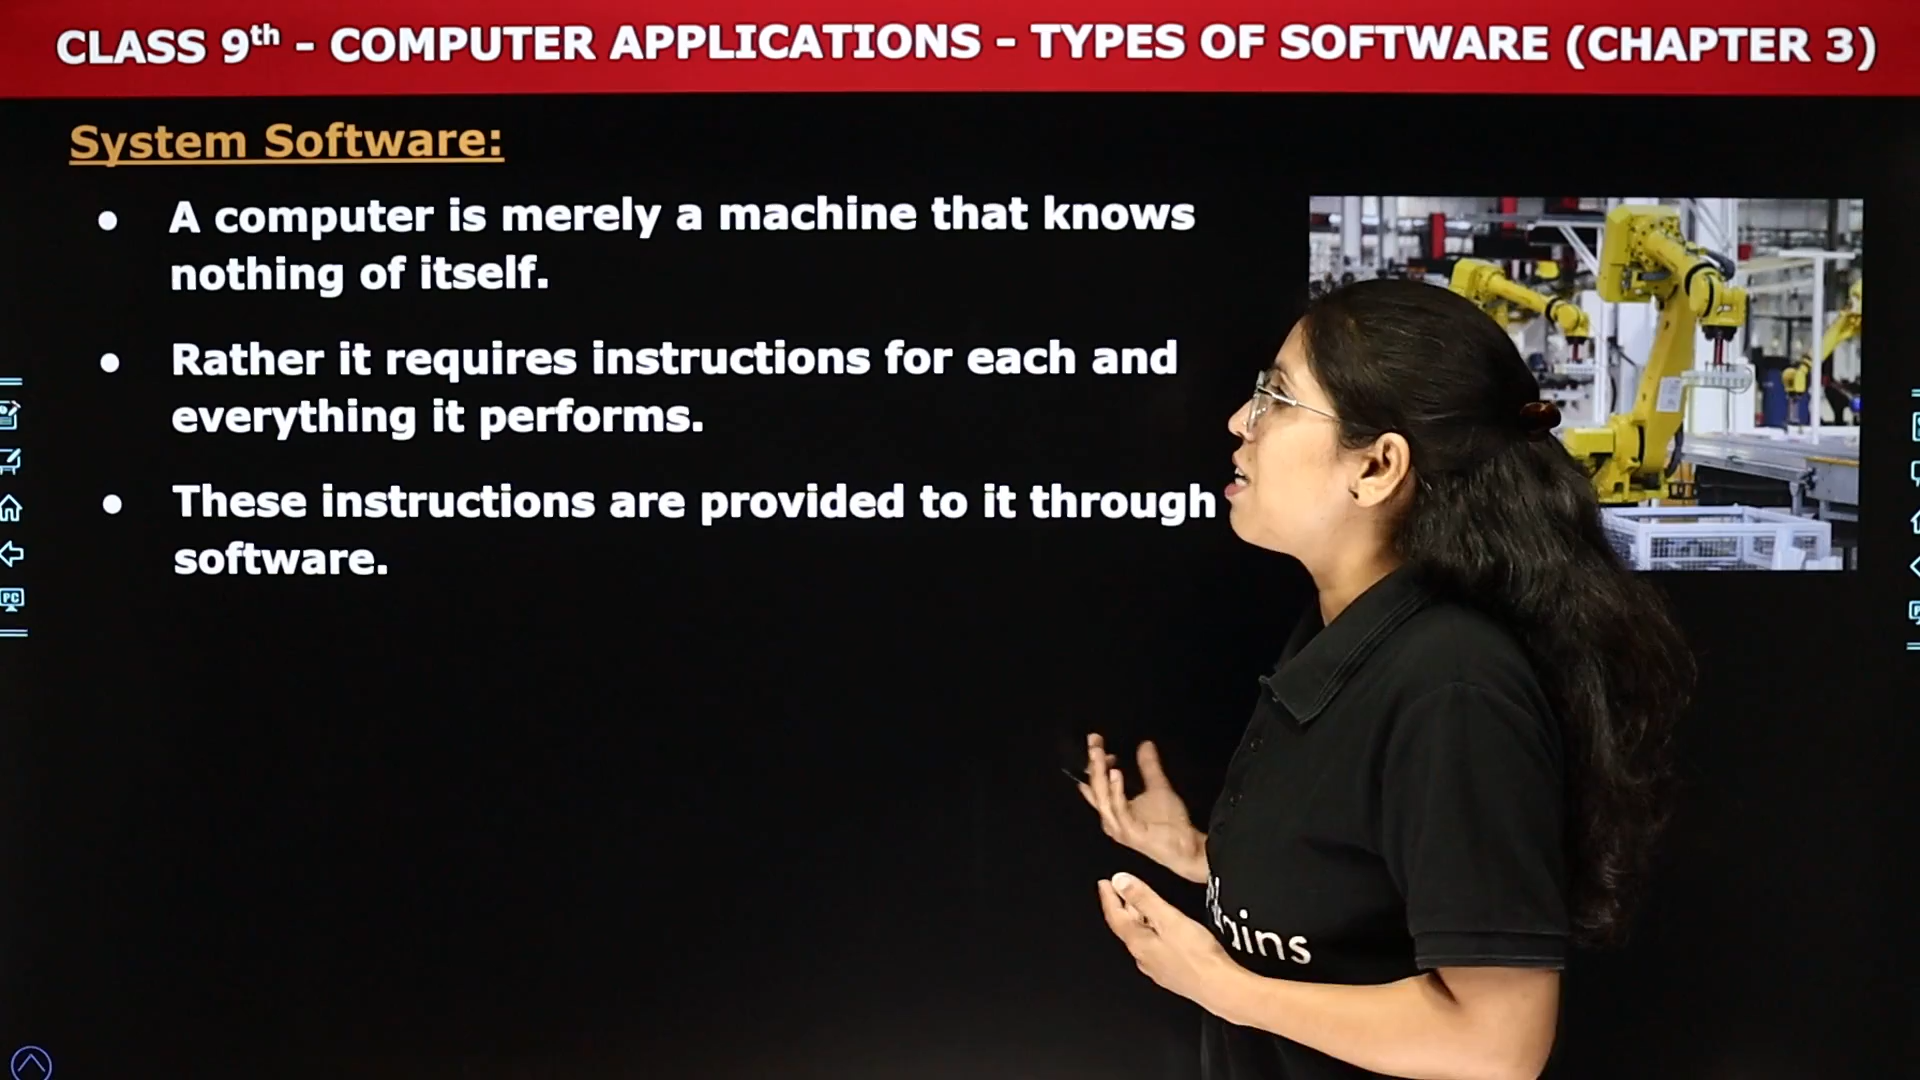 CLASS 9th - COMPUTER APPLICATIONS - TYPES OF SOFTWARE (CHAPTER 3)
System Software:
● A computer is merely a machine that knows
nothing of itself.
● Rather it requires instructions for each and
everything it performs.
● These instructions are provided to it through
software.
PC